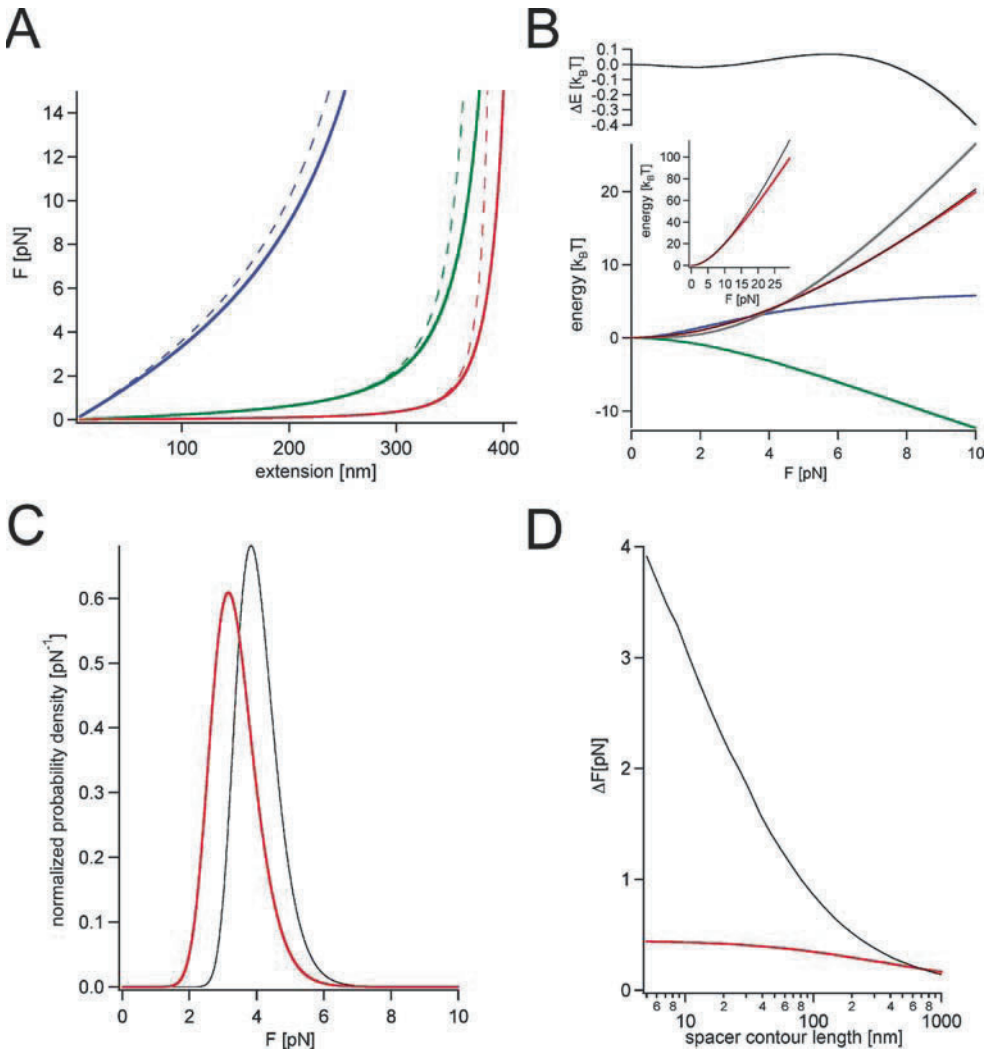 A
14
12
10
8
6
4
2
0
F [pN]
100
200
300
400
extension [nm]
B
0.1
0.0
-0.1
-0.2
-0.3
-0.4
ΔE [kBT]
100
80
60
40
20
0
energy [kBT]
0 5 10 15 20 25
F [pN]
20
10
0
-10
energy [kBT]
0 2 4 6 8 10
F [pN]
C
0.6
0.5
0.4
0.3
0.2
0.1
0.0
normalized probability density [pN⁻¹]
0 2 4 6 8 10
F [pN]
D
4
3
2
1
0
ΔF[pN]
6 8 10 2 4 6 8 100 2 4 6 8 1000
spacer contour length [nm]